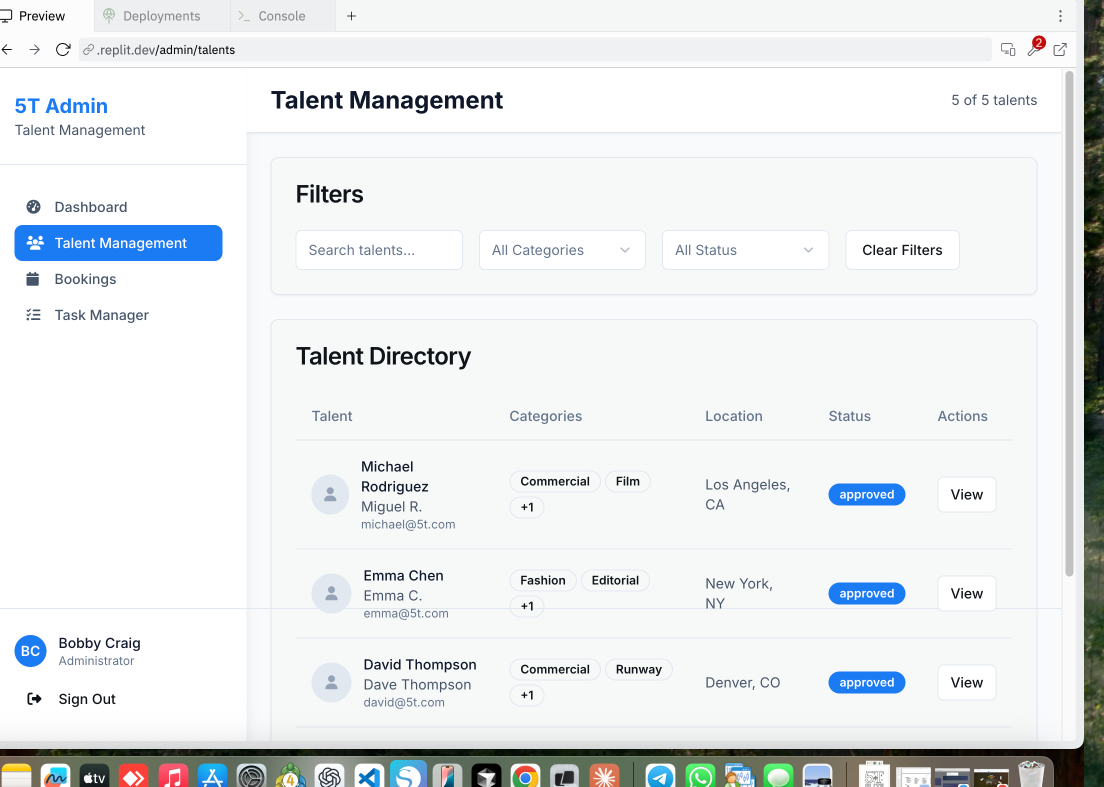 Preview
Deployments
Console
.replit.dev/admin/talents
2
5T Admin
Talent Management
Dashboard
Talent Management
Bookings
Task Manager
BC
Bobby Craig
Administrator
Sign Out
Talent Management
5 of 5 talents
Filters
Search talents...
All Categories
All Status
Clear Filters
Talent Directory
Talent
Categories
Location
Status
Actions
Michael
Rodriguez
Miguel R.
michael@5t.com
Commercial
Film
+1
Los Angeles,
CA
approved
View
Emma Chen
Emma C.
emma@5t.com
Fashion
Editorial
+1
New York,
NY
approved
View
David Thompson
Dave Thompson
david@5t.com
Commercial
Runway
+1
Denver, CO
approved
View
tv
4